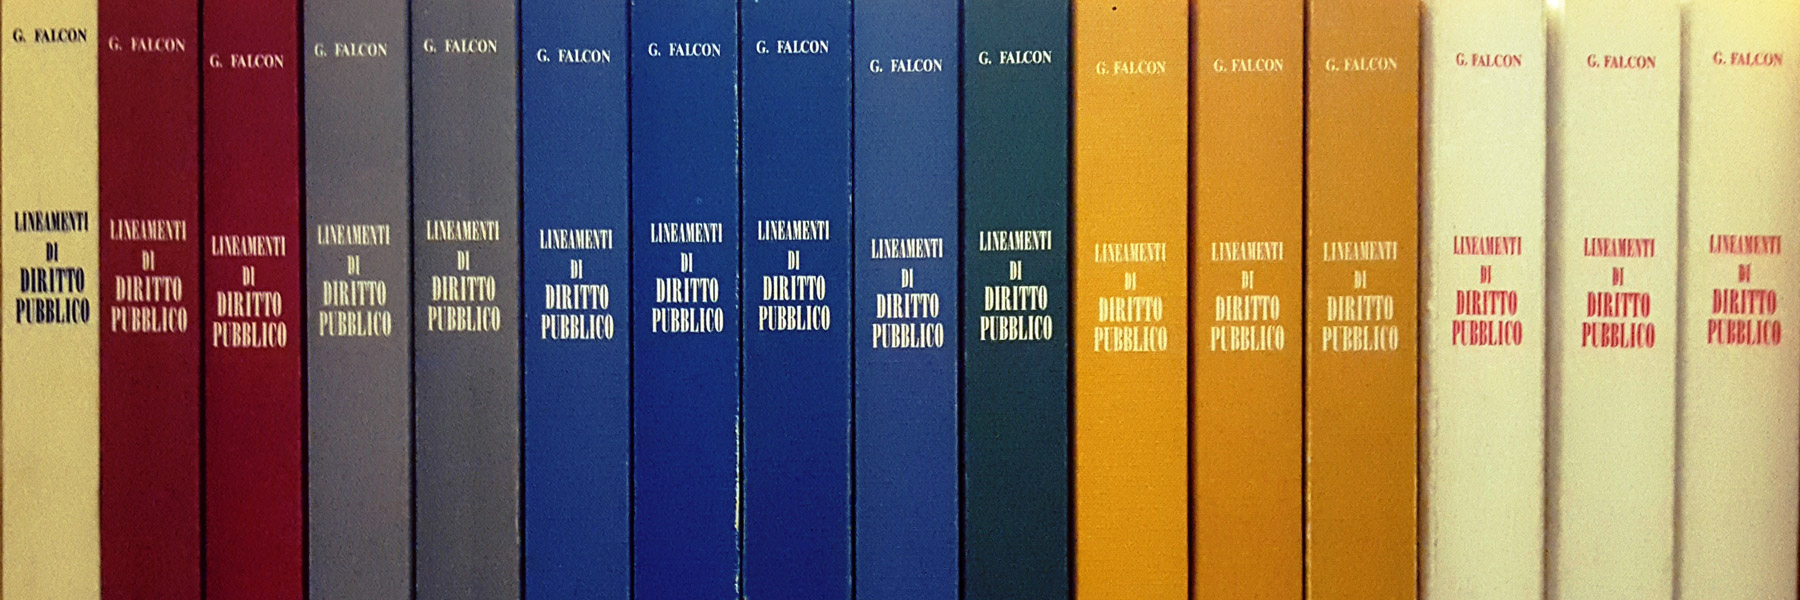 G. FALCON
LINEAMENTI
DI
DIRITTO
PUBBLICO
G. FALCON
LINEAMENTI
DI
DIRITTO
PUBBLICO
G. FALCON
LINEAMENTI
DI
DIRITTO
PUBBLICO
G. FALCON
LINEAMENTI
DI
DIRITTO
PUBBLICO
G. FALCON
LINEAMENTI
DI
DIRITTO
PUBBLICO
G. FALCON
LINEAMENTI
DI
DIRITTO
PUBBLICO
G. FALCON
LINEAMENTI
DI
DIRITTO
PUBBLICO
G. FALCON
LINEAMENTI
DI
DIRITTO
PUBBLICO
G. FALCON
LINEAMENTI
DI
DIRITTO
PUBBLICO
G. FALCON
LINEAMENTI
DI
DIRITTO
PUBBLICO
G. FALCON
LINEAMENTI
DI
DIRITTO
PUBBLICO
G. FALCON
LINEAMENTI
DI
DIRITTO
PUBBLICO
G. FALCON
LINEAMENTI
DI
DIRITTO
PUBBLICO
G. FALCON
LINEAMENTI
DI
DIRITTO
PUBBLICO
G. FALCON
LINEAMENTI
DI
DIRITTO
PUBBLICO
G. FALCON
LINEAMENTI
DI
DIRITTO
PUBBLICO